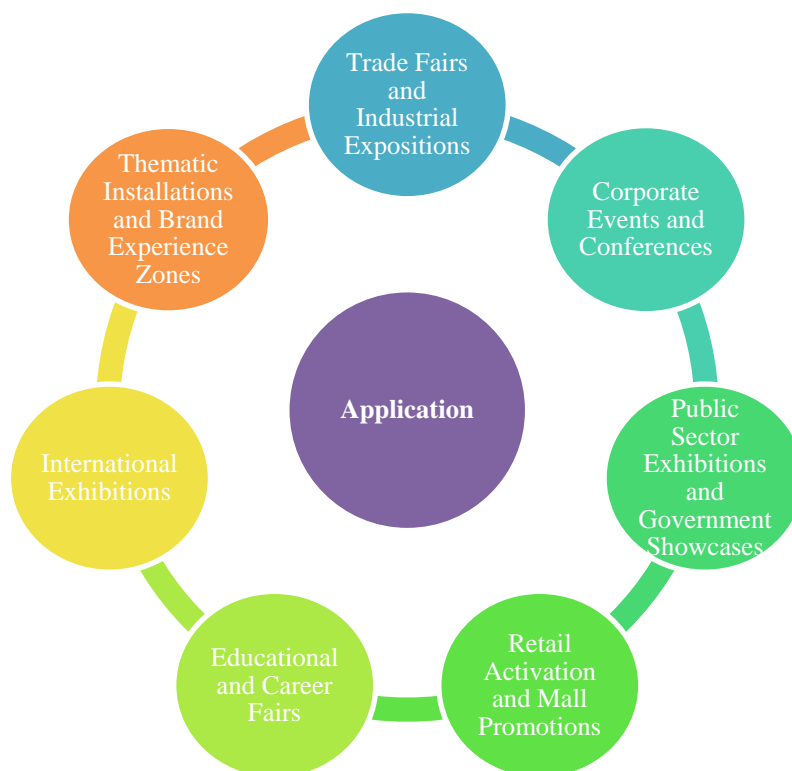 Trade Fairs
and
Industrial
Expositions
Corporate
Events and
Conferences
Public
Sector
Exhibitions
and
Government
Showcases
Retail
Activation
and Mall
Promotions
Educational
and Career
Fairs
International
Exhibitions
Thematic
Installations
and Brand
Experience
Zones
Application